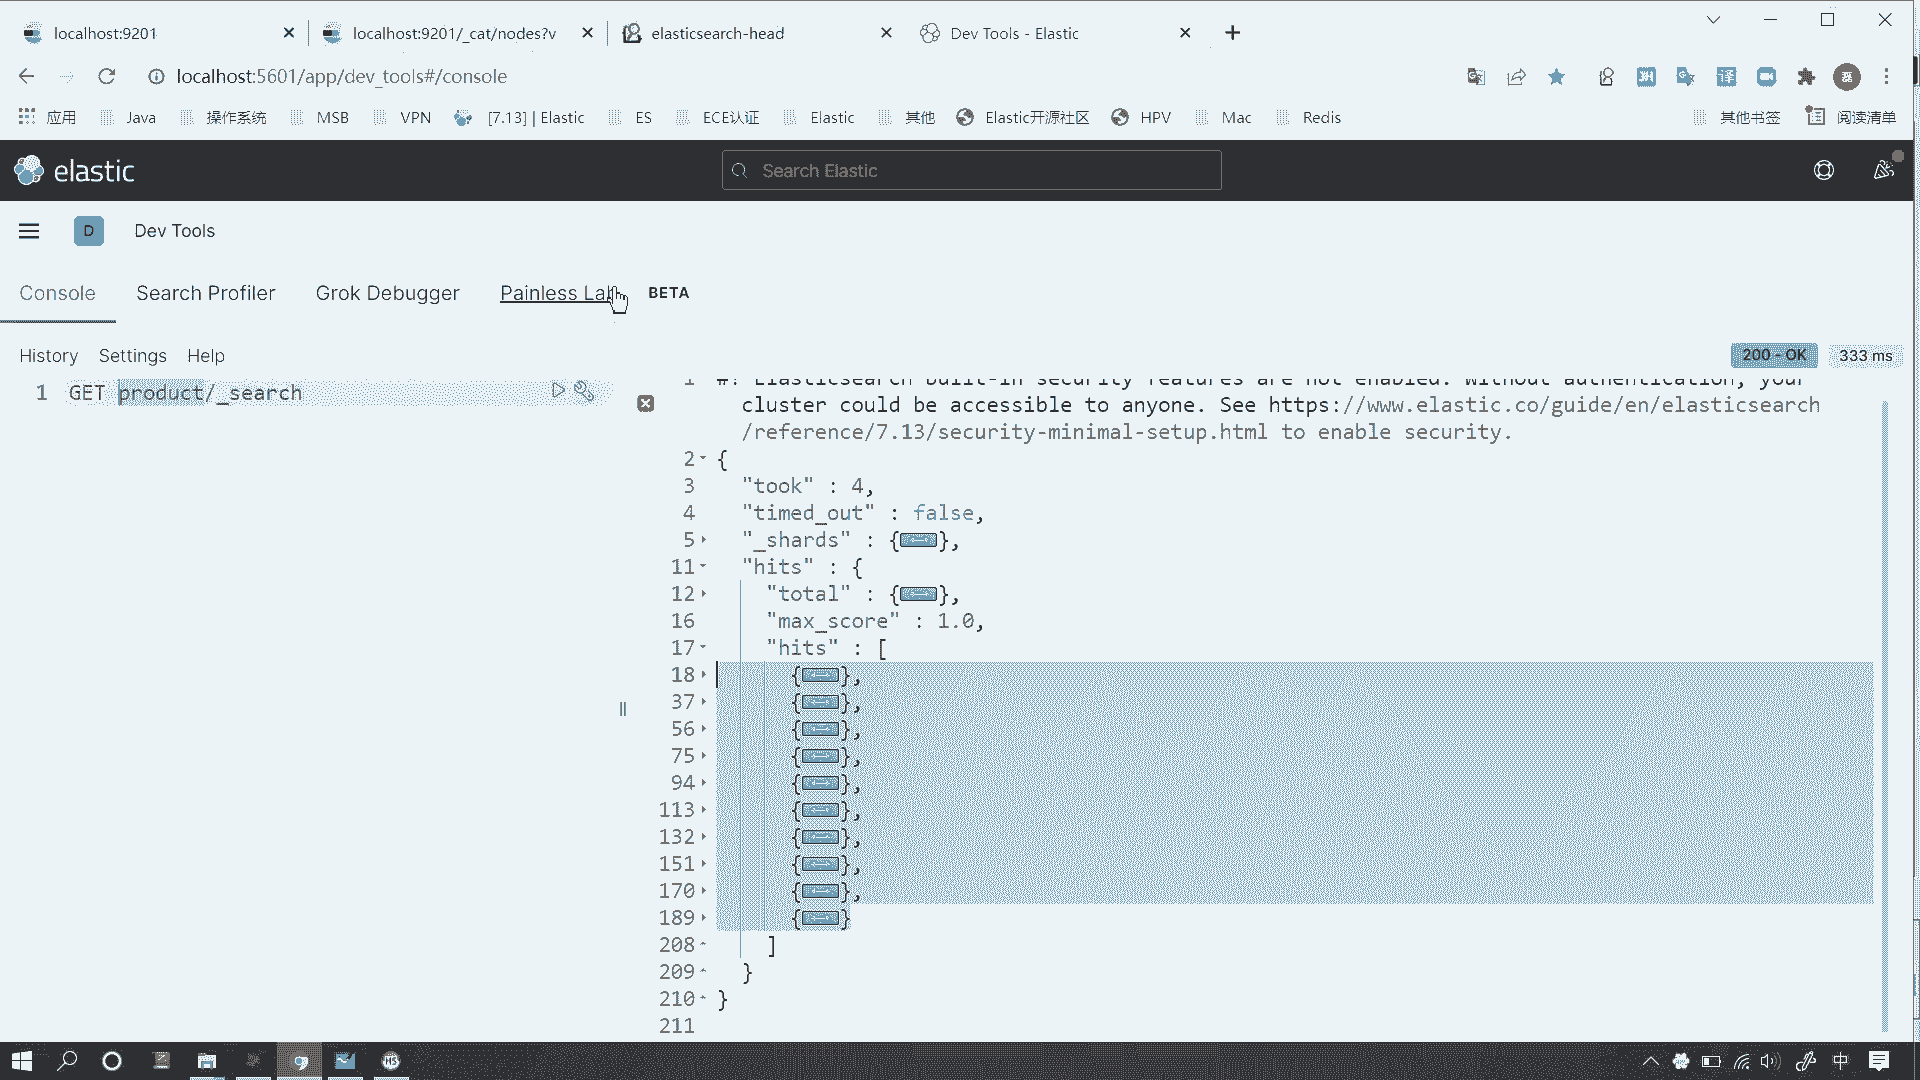 localhost:9201
localhost:9201/_cat/nodes?v
elasticsearch-head
Dev Tools - Elastic
localhost:5601/app/dev_tools#/console
应用 Java 操作系统 MSB VPN [7.13] | Elastic ES ECE认证 Elastic 其他 Elastic开源社区 HPV Mac Redis 其他书签 阅读清单
elastic
Search Elastic
D Dev Tools
Console Search Profiler Grok Debugger Painless Lab BETA
History Settings Help
200 - OK 333 ms
1 GET product/_search
1 #! Elasticsearch built-in security features are not enabled. Without authentication, your
cluster could be accessible to anyone. See https://www.elastic.co/guide/en/elasticsearch
/reference/7.13/security-minimal-setup.html to enable security.
2 {
3 "took" : 4,
4 "timed_out" : false,
5 "_shards" : {},
11 "hits" : {
12 "total" : {},
16 "max_score" : 1.0,
17 "hits" : [
18 {},
37 {},
56 {},
75 {},
94 {},
113 {},
132 {},
151 {},
170 {},
189 {}
208 ]
209 }
210 }
211
中